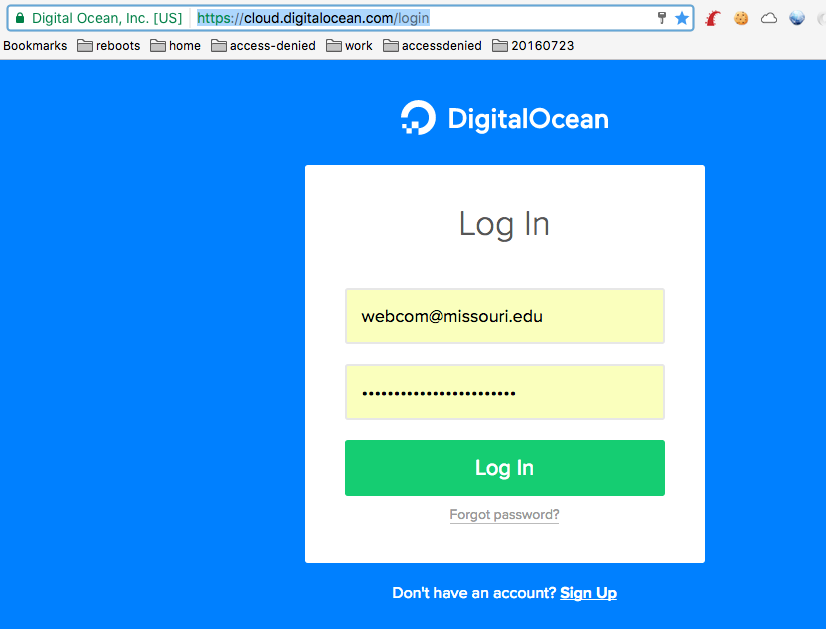 Digital Ocean, Inc. [US] https://cloud.digitalocean.com/login
Bookmarks reboots home access-denied work accessdenied 20160723
DigitalOcean
Log In
webcom@missouri.edu
••••••••••••••••••••••••
Log In
Forgot password?
Don't have an account? Sign Up